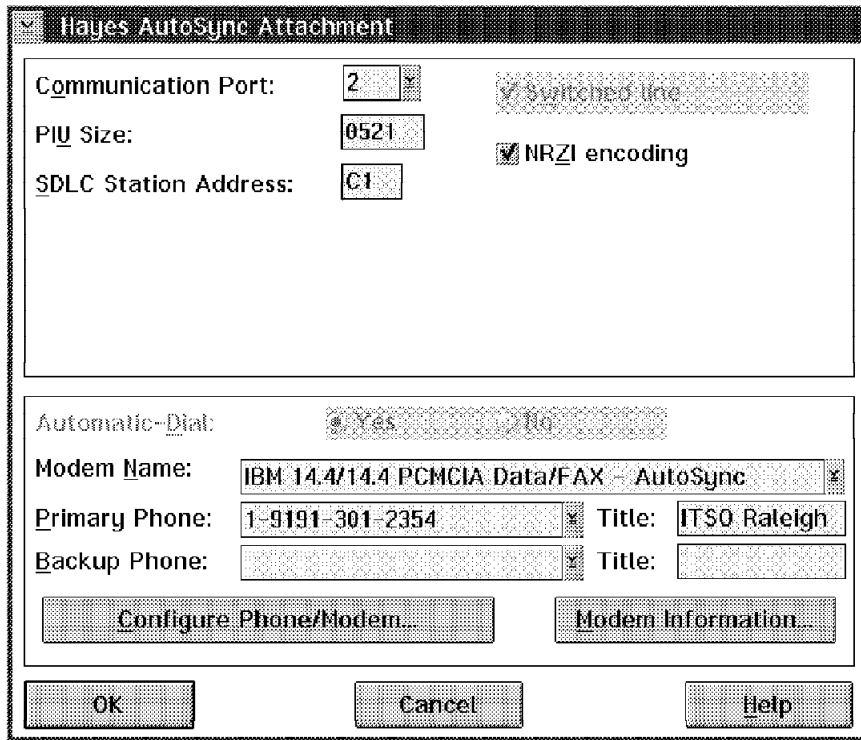 Hayes AutoSync Attachment
Communication Port: 2 Switched line
PIU Size: 0521
NRZI encoding
SDLC Station Address: C1
Automatic-Dial: Yes No
Modem Name: IBM 14.4/14.4 PCMCIA Data/FAX - AutoSync
Primary Phone: 1-9191-301-2354 Title: ITSO Raleigh
Backup Phone: Title:
Configure Phone/Modem... Modem Information...
OK Cancel Help